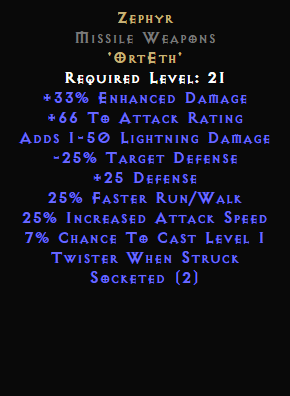 Zephyr
Missile Weapons
'OrtEth'
Required Level: 21
+33% Enhanced Damage
+66 To Attack Rating
Adds 1-50 Lightning Damage
-25% Target Defense
+25 Defense
25% Faster Run/Walk
25% Increased Attack Speed
7% Chance To Cast Level 1
Twister When Struck
Socketed (2)